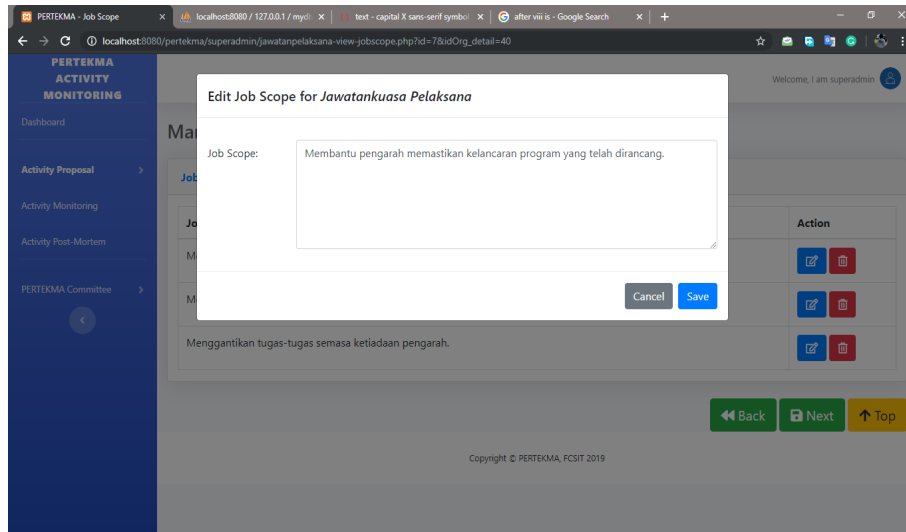 PERTEKMA - Job Scope
localhost:8080 / 127.0.0.1 / mydb
text - capital X sans-serif symbol
after viii is - Google Search
localhost:8080/pertekma/superadmin/jawatanpelaksana-view-jobscope.php?id=7&idOrg_detail=40
PERTEKMA
ACTIVITY
MONITORING
Welcome, I am superadmin
Dashboard
Activity Proposal
Activity Monitoring
Activity Post-Mortem
PERTEKMA Committee
Edit Job Scope for Jawatankuasa Pelaksana
Job Scope:
Membantu pengarah memastikan kelancaran program yang telah dirancang.
Cancel
Save
Action
Menggantikan tugas-tugas semasa ketiadaan pengarah.
Back
Next
Top
Copyright © PERTEKMA, FCSIT 2019